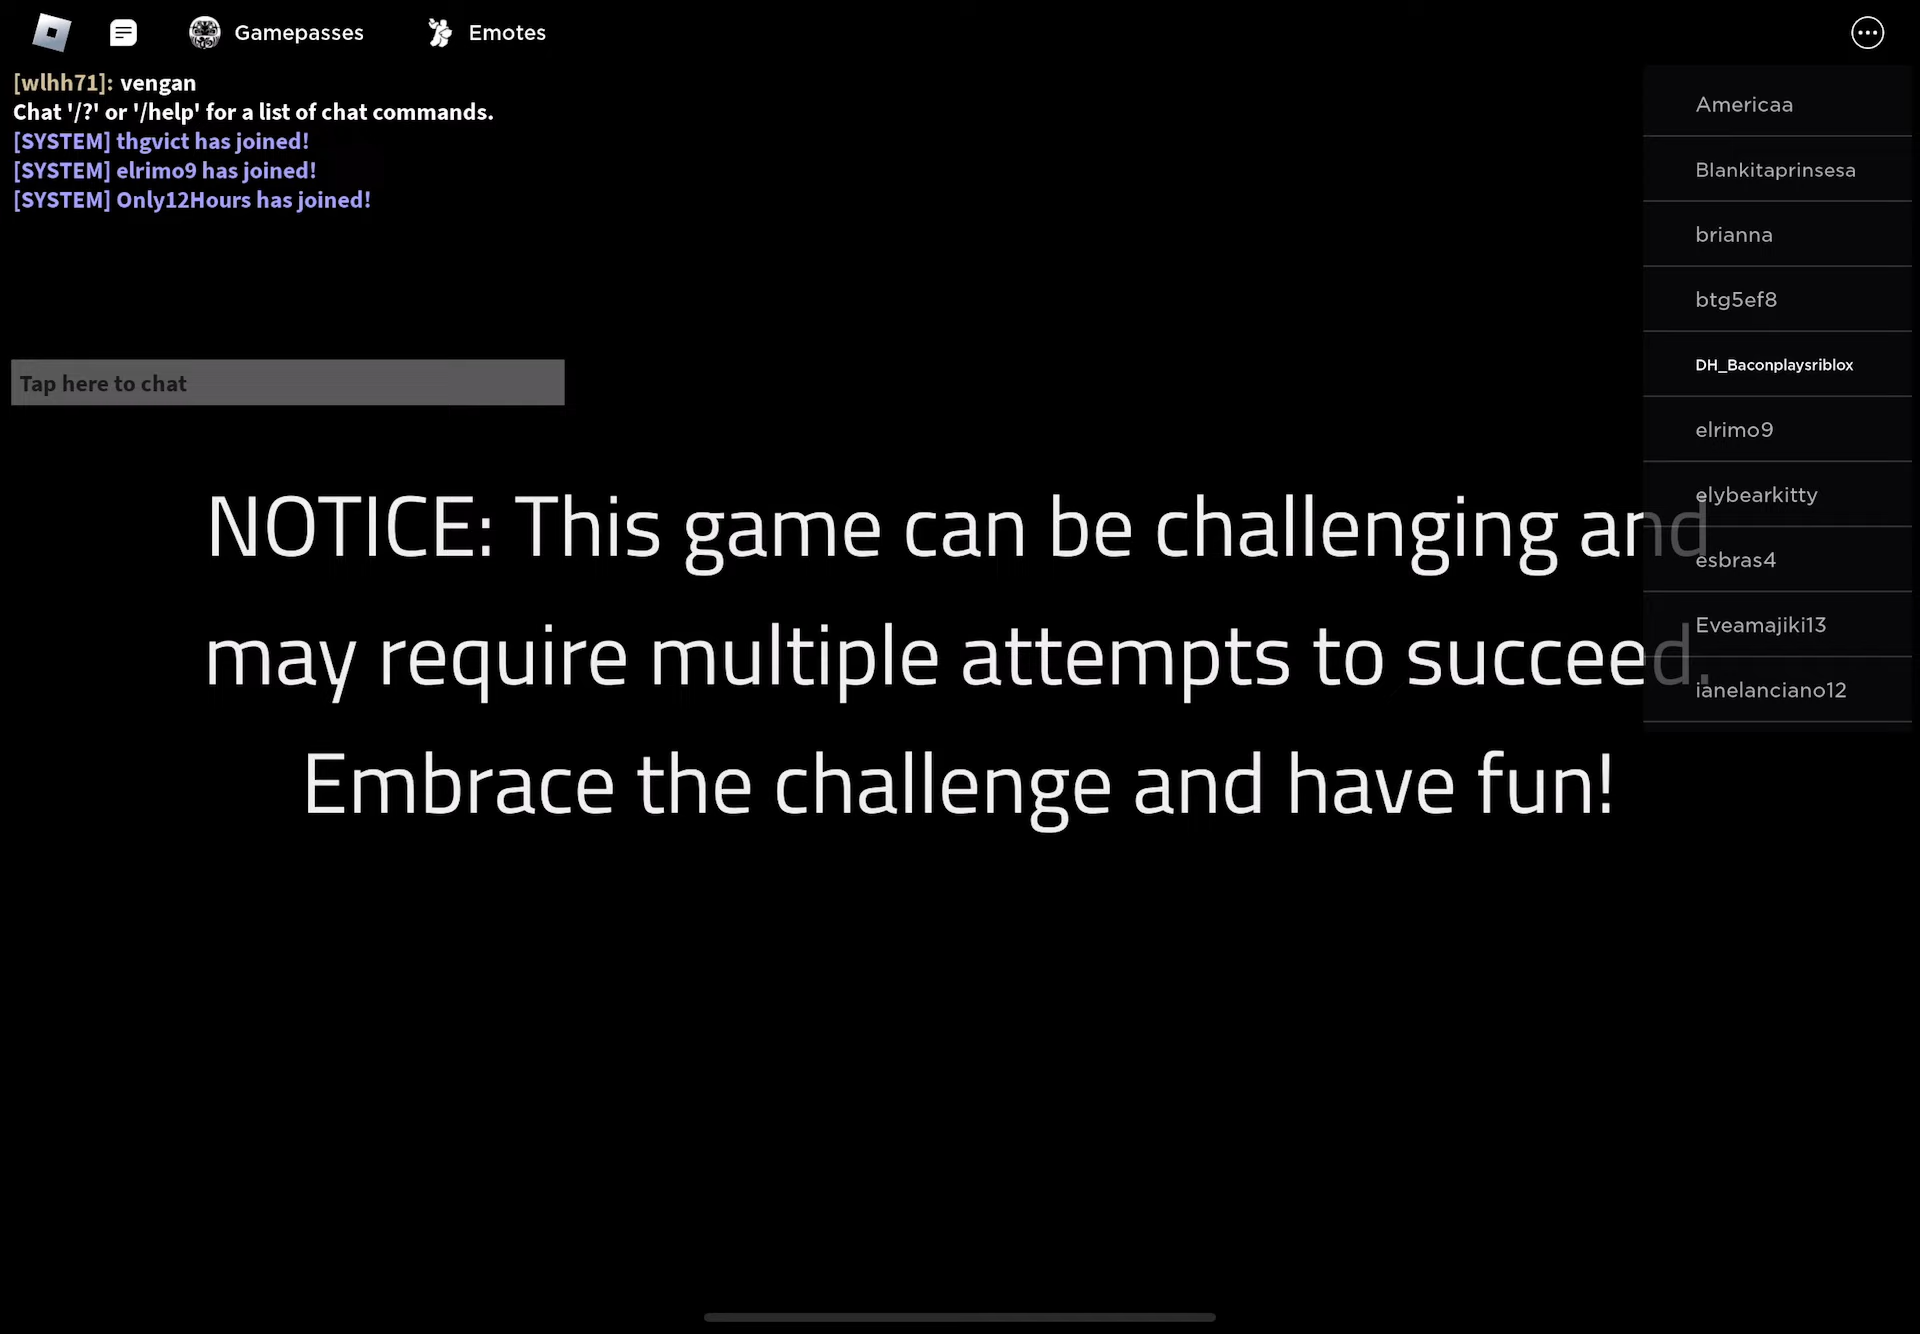 Gamepasses
Emotes
[wlhh71]: vengan
Chat '/?' or '/help' for a list of chat commands.
[SYSTEM] thgvict has joined!
[SYSTEM] elrimo9 has joined!
[SYSTEM] Only12Hours has joined!
Tap here to chat
NOTICE: This game can be challenging and
may require multiple attempts to succeed.
Embrace the challenge and have fun!
Americaa
Blankitaprinsesa
brianna
btg5ef8
DH_Baconplaysriblox
elrimo9
elybearkitty
esbras4
Eveamajiki13
ianelanciano12